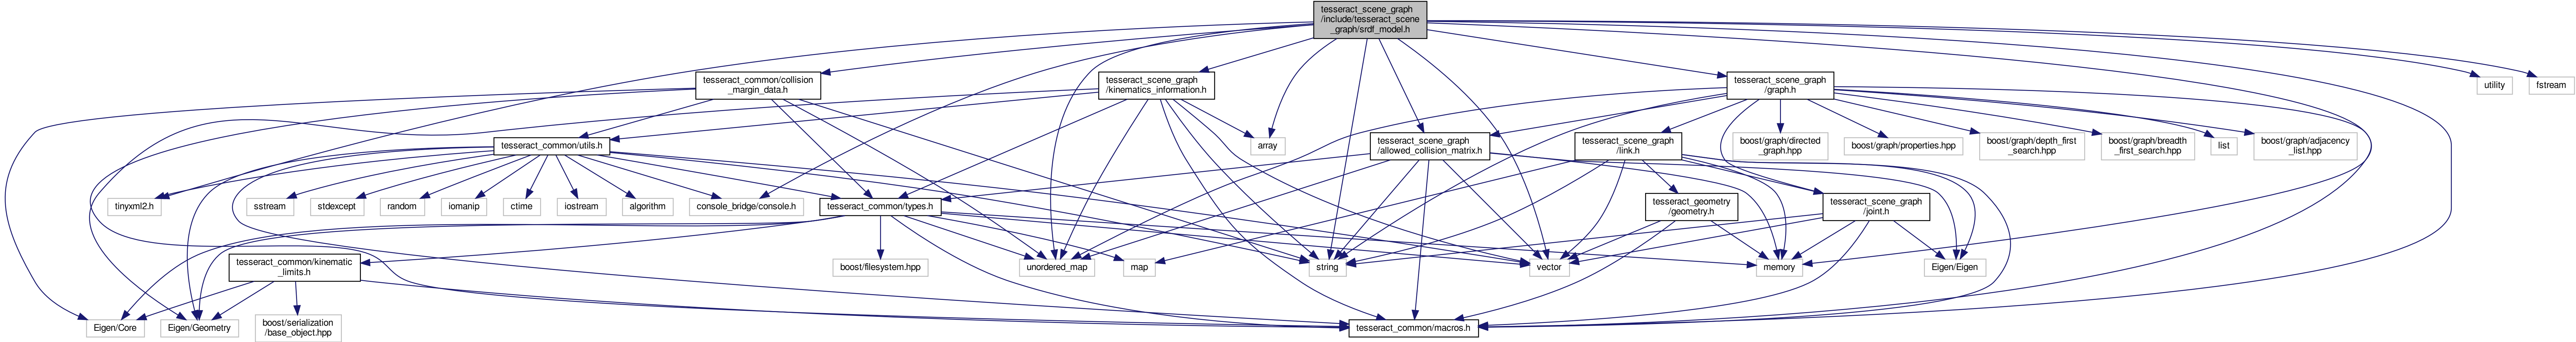 tesseract_scene_graph
/include/tesseract_scene
_graph/srdf_model.h
tesseract_common/collision
_margin_data.h
tesseract_scene_graph
/kinematics_information.h
tesseract_scene_graph
/graph.h
utility
fstream
tesseract_common/utils.h
array
tesseract_scene_graph
/allowed_collision_matrix.h
tesseract_scene_graph
/link.h
boost/graph/directed
_graph.hpp
boost/graph/properties.hpp
boost/graph/depth_first
_search.hpp
boost/graph/breadth
_first_search.hpp
list
boost/graph/adjacency
_list.hpp
tinyxml2.h
sstream
stdexcept
random
iomanip
ctime
iostream
algorithm
console_bridge/console.h
tesseract_common/types.h
tesseract_geometry
/geometry.h
tesseract_scene_graph
/joint.h
tesseract_common/kinematic
_limits.h
boost/filesystem.hpp
unordered_map
map
string
vector
memory
Eigen/Eigen
Eigen/Core
Eigen/Geometry
boost/serialization
/base_object.hpp
tesseract_common/macros.h